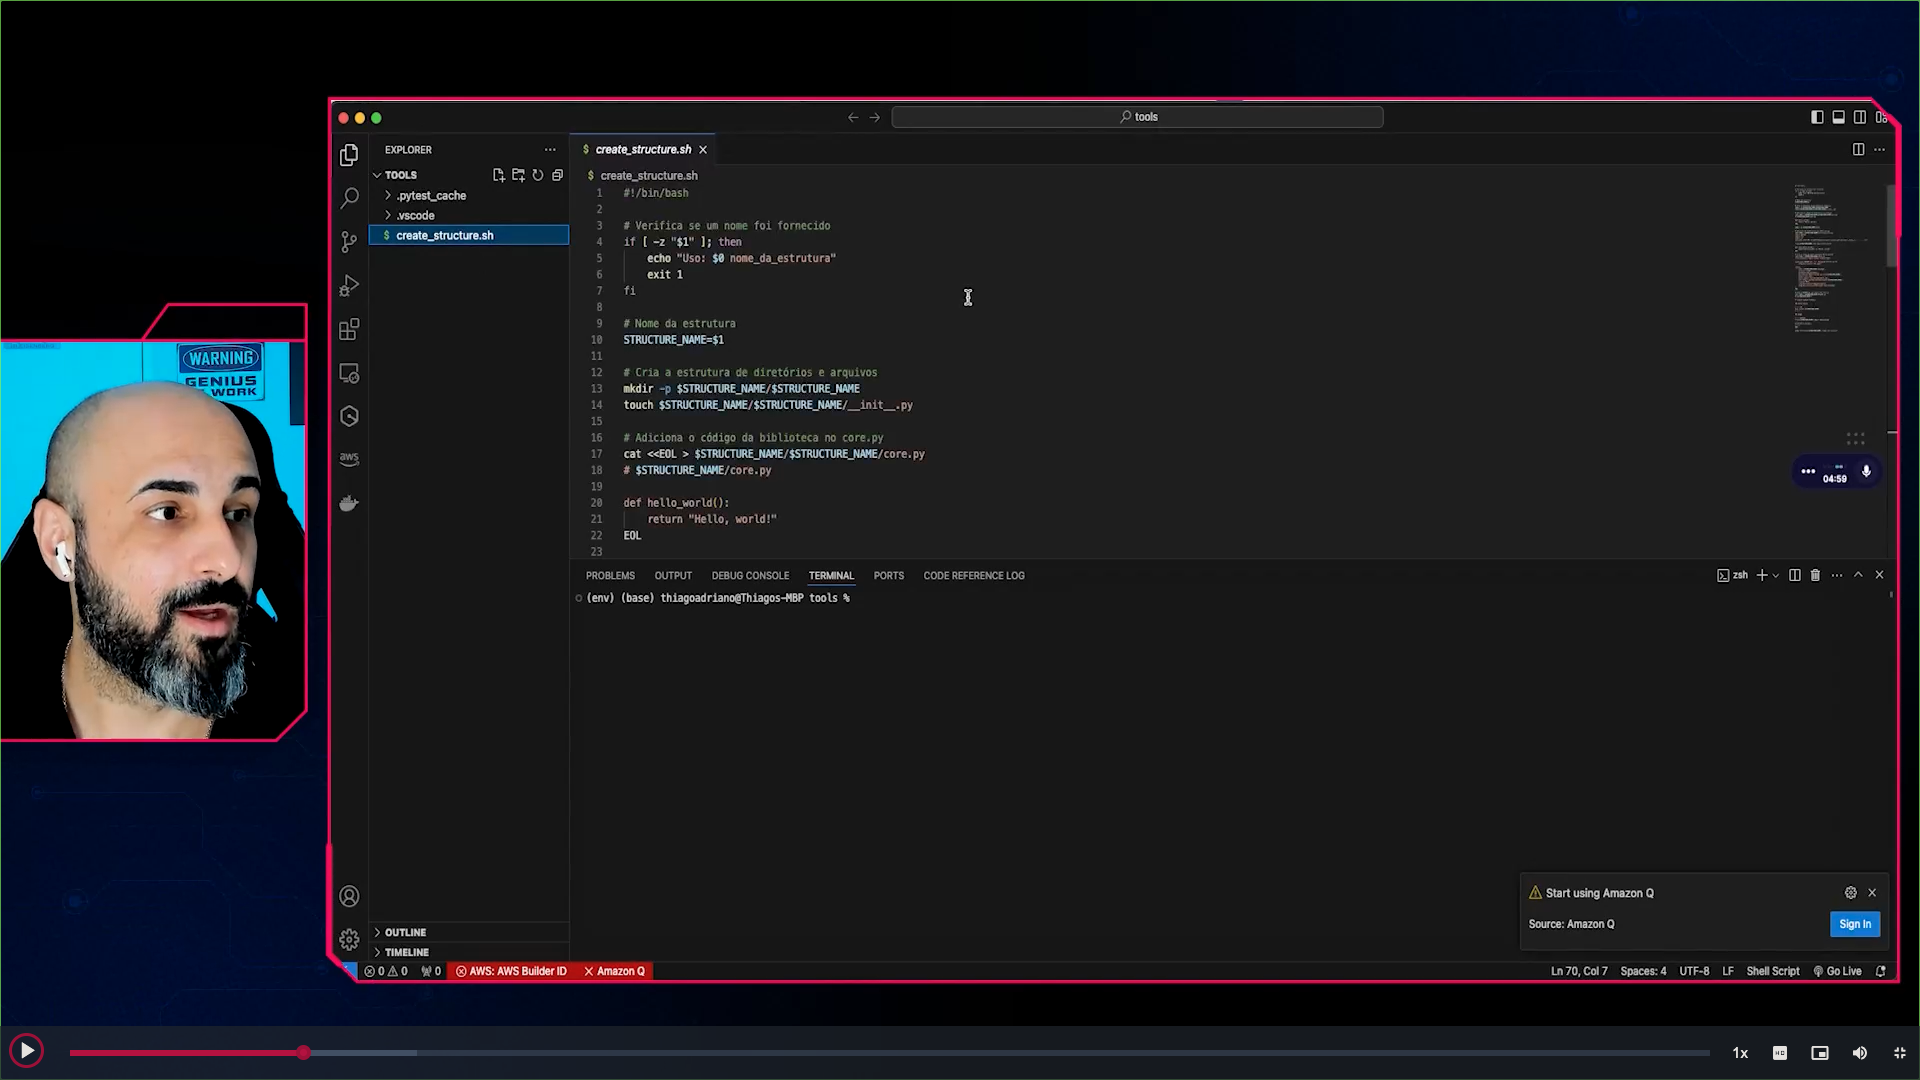 tools
EXPLORER
create_structure.sh
TOOLS
create_structure.sh
.pytest_cache
.vscode
create_structure.sh
1 #!/bin/bash
2
3 # Verifica se um nome foi fornecido
4 if [ -z "$1" ]; then
5 echo "Uso: $0 nome_da_estrutura"
6 exit 1
7 fi
8
9 # Nome da estrutura
10 STRUCTURE_NAME=$1
11
12 # Cria a estrutura de diretórios e arquivos
13 mkdir -p $STRUCTURE_NAME/$STRUCTURE_NAME
14 touch $STRUCTURE_NAME/$STRUCTURE_NAME/__init__.py
15
16 # Adiciona o código da biblioteca no core.py
17 cat <<EOL > $STRUCTURE_NAME/$STRUCTURE_NAME/core.py
18 # $STRUCTURE_NAME/core.py
19
20 def hello_world():
21 return "Hello, world!"
22 EOL
23
04:59
WARNING
GENIUS
WORK
aws
PROBLEMS OUTPUT DEBUG CONSOLE TERMINAL PORTS CODE REFERENCE LOG
zsh
(env) (base) thiagoadriano@Thiagos-MBP tools %
Start using Amazon Q
Source: Amazon Q
Sign In
OUTLINE
TIMELINE
0 0 0 AWS: AWS Builder ID Amazon Q
Ln 70, Col 7 Spaces: 4 UTF-8 LF Shell Script Go Live
1x